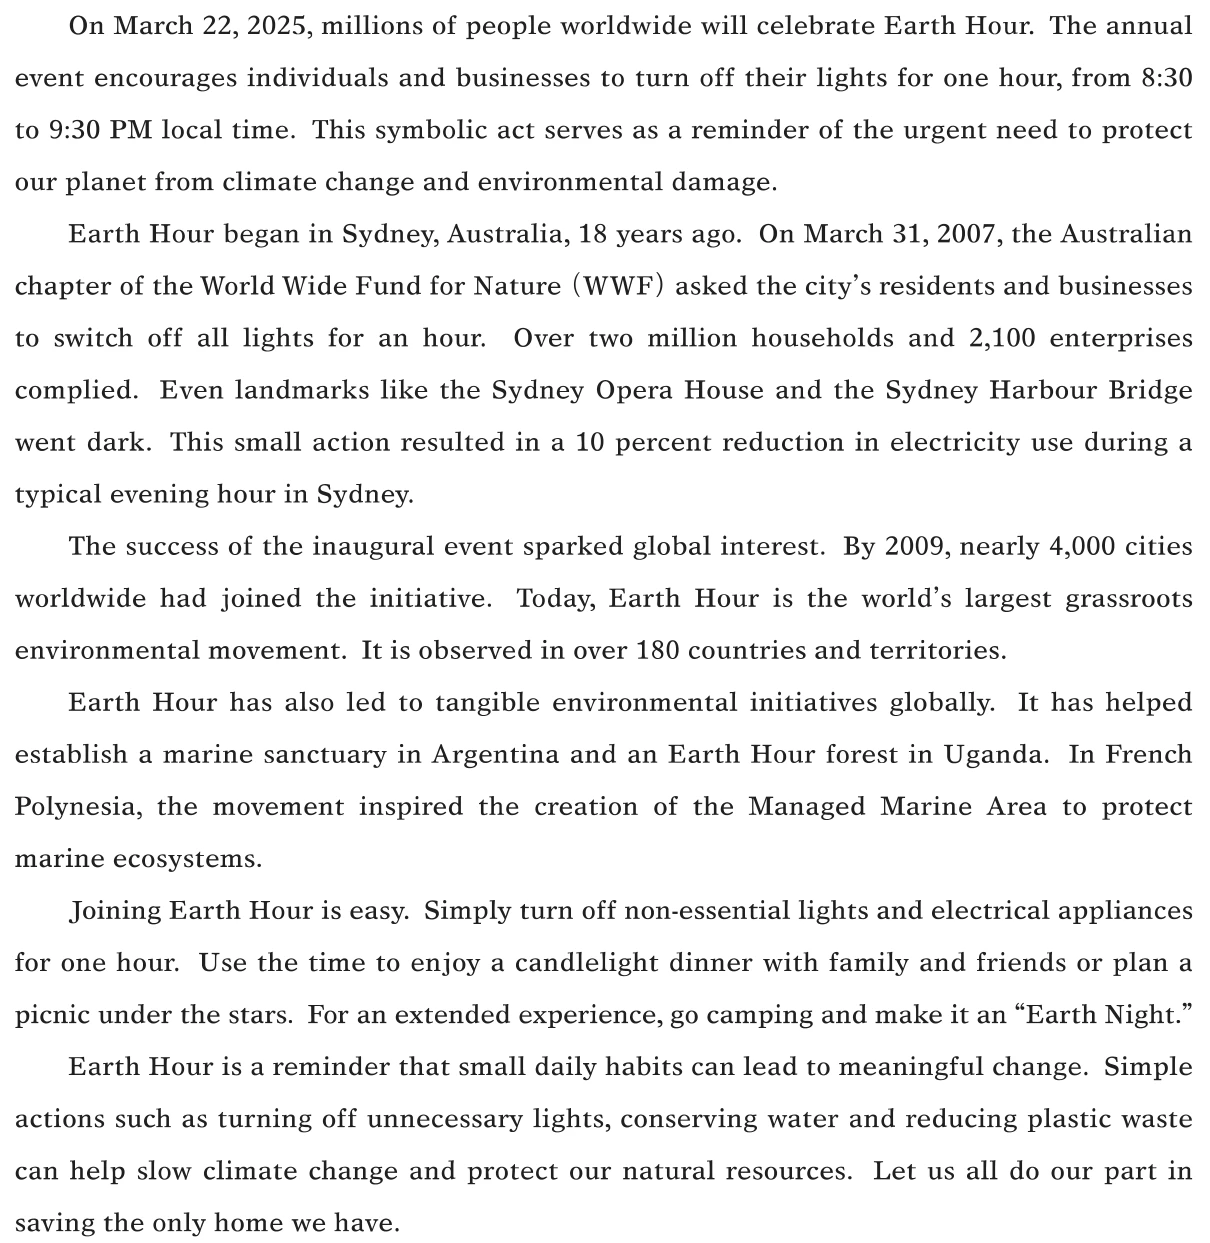 On March 22, 2025, millions of people worldwide will celebrate Earth Hour. The annual
event encourages individuals and businesses to turn off their lights for one hour, from 8:30
to 9:30 PM local time. This symbolic act serves as a reminder of the urgent need to protect
our planet from climate change and environmental damage.
Earth Hour began in Sydney, Australia, 18 years ago. On March 31, 2007, the Australian
chapter of the World Wide Fund for Nature (WWF) asked the city’s residents and businesses
to switch off all lights for an hour. Over two million households and 2,100 enterprises
complied. Even landmarks like the Sydney Opera House and the Sydney Harbour Bridge
went dark. This small action resulted in a 10 percent reduction in electricity use during a
typical evening hour in Sydney.
The success of the inaugural event sparked global interest. By 2009, nearly 4,000 cities
worldwide had joined the initiative. Today, Earth Hour is the world’s largest grassroots
environmental movement. It is observed in over 180 countries and territories.
Earth Hour has also led to tangible environmental initiatives globally. It has helped
establish a marine sanctuary in Argentina and an Earth Hour forest in Uganda. In French
Polynesia, the movement inspired the creation of the Managed Marine Area to protect
marine ecosystems.
Joining Earth Hour is easy. Simply turn off non-essential lights and electrical appliances
for one hour. Use the time to enjoy a candlelight dinner with family and friends or plan a
picnic under the stars. For an extended experience, go camping and make it an “Earth Night.”
Earth Hour is a reminder that small daily habits can lead to meaningful change. Simple
actions such as turning off unnecessary lights, conserving water and reducing plastic waste
can help slow climate change and protect our natural resources. Let us all do our part in
saving the only home we have.